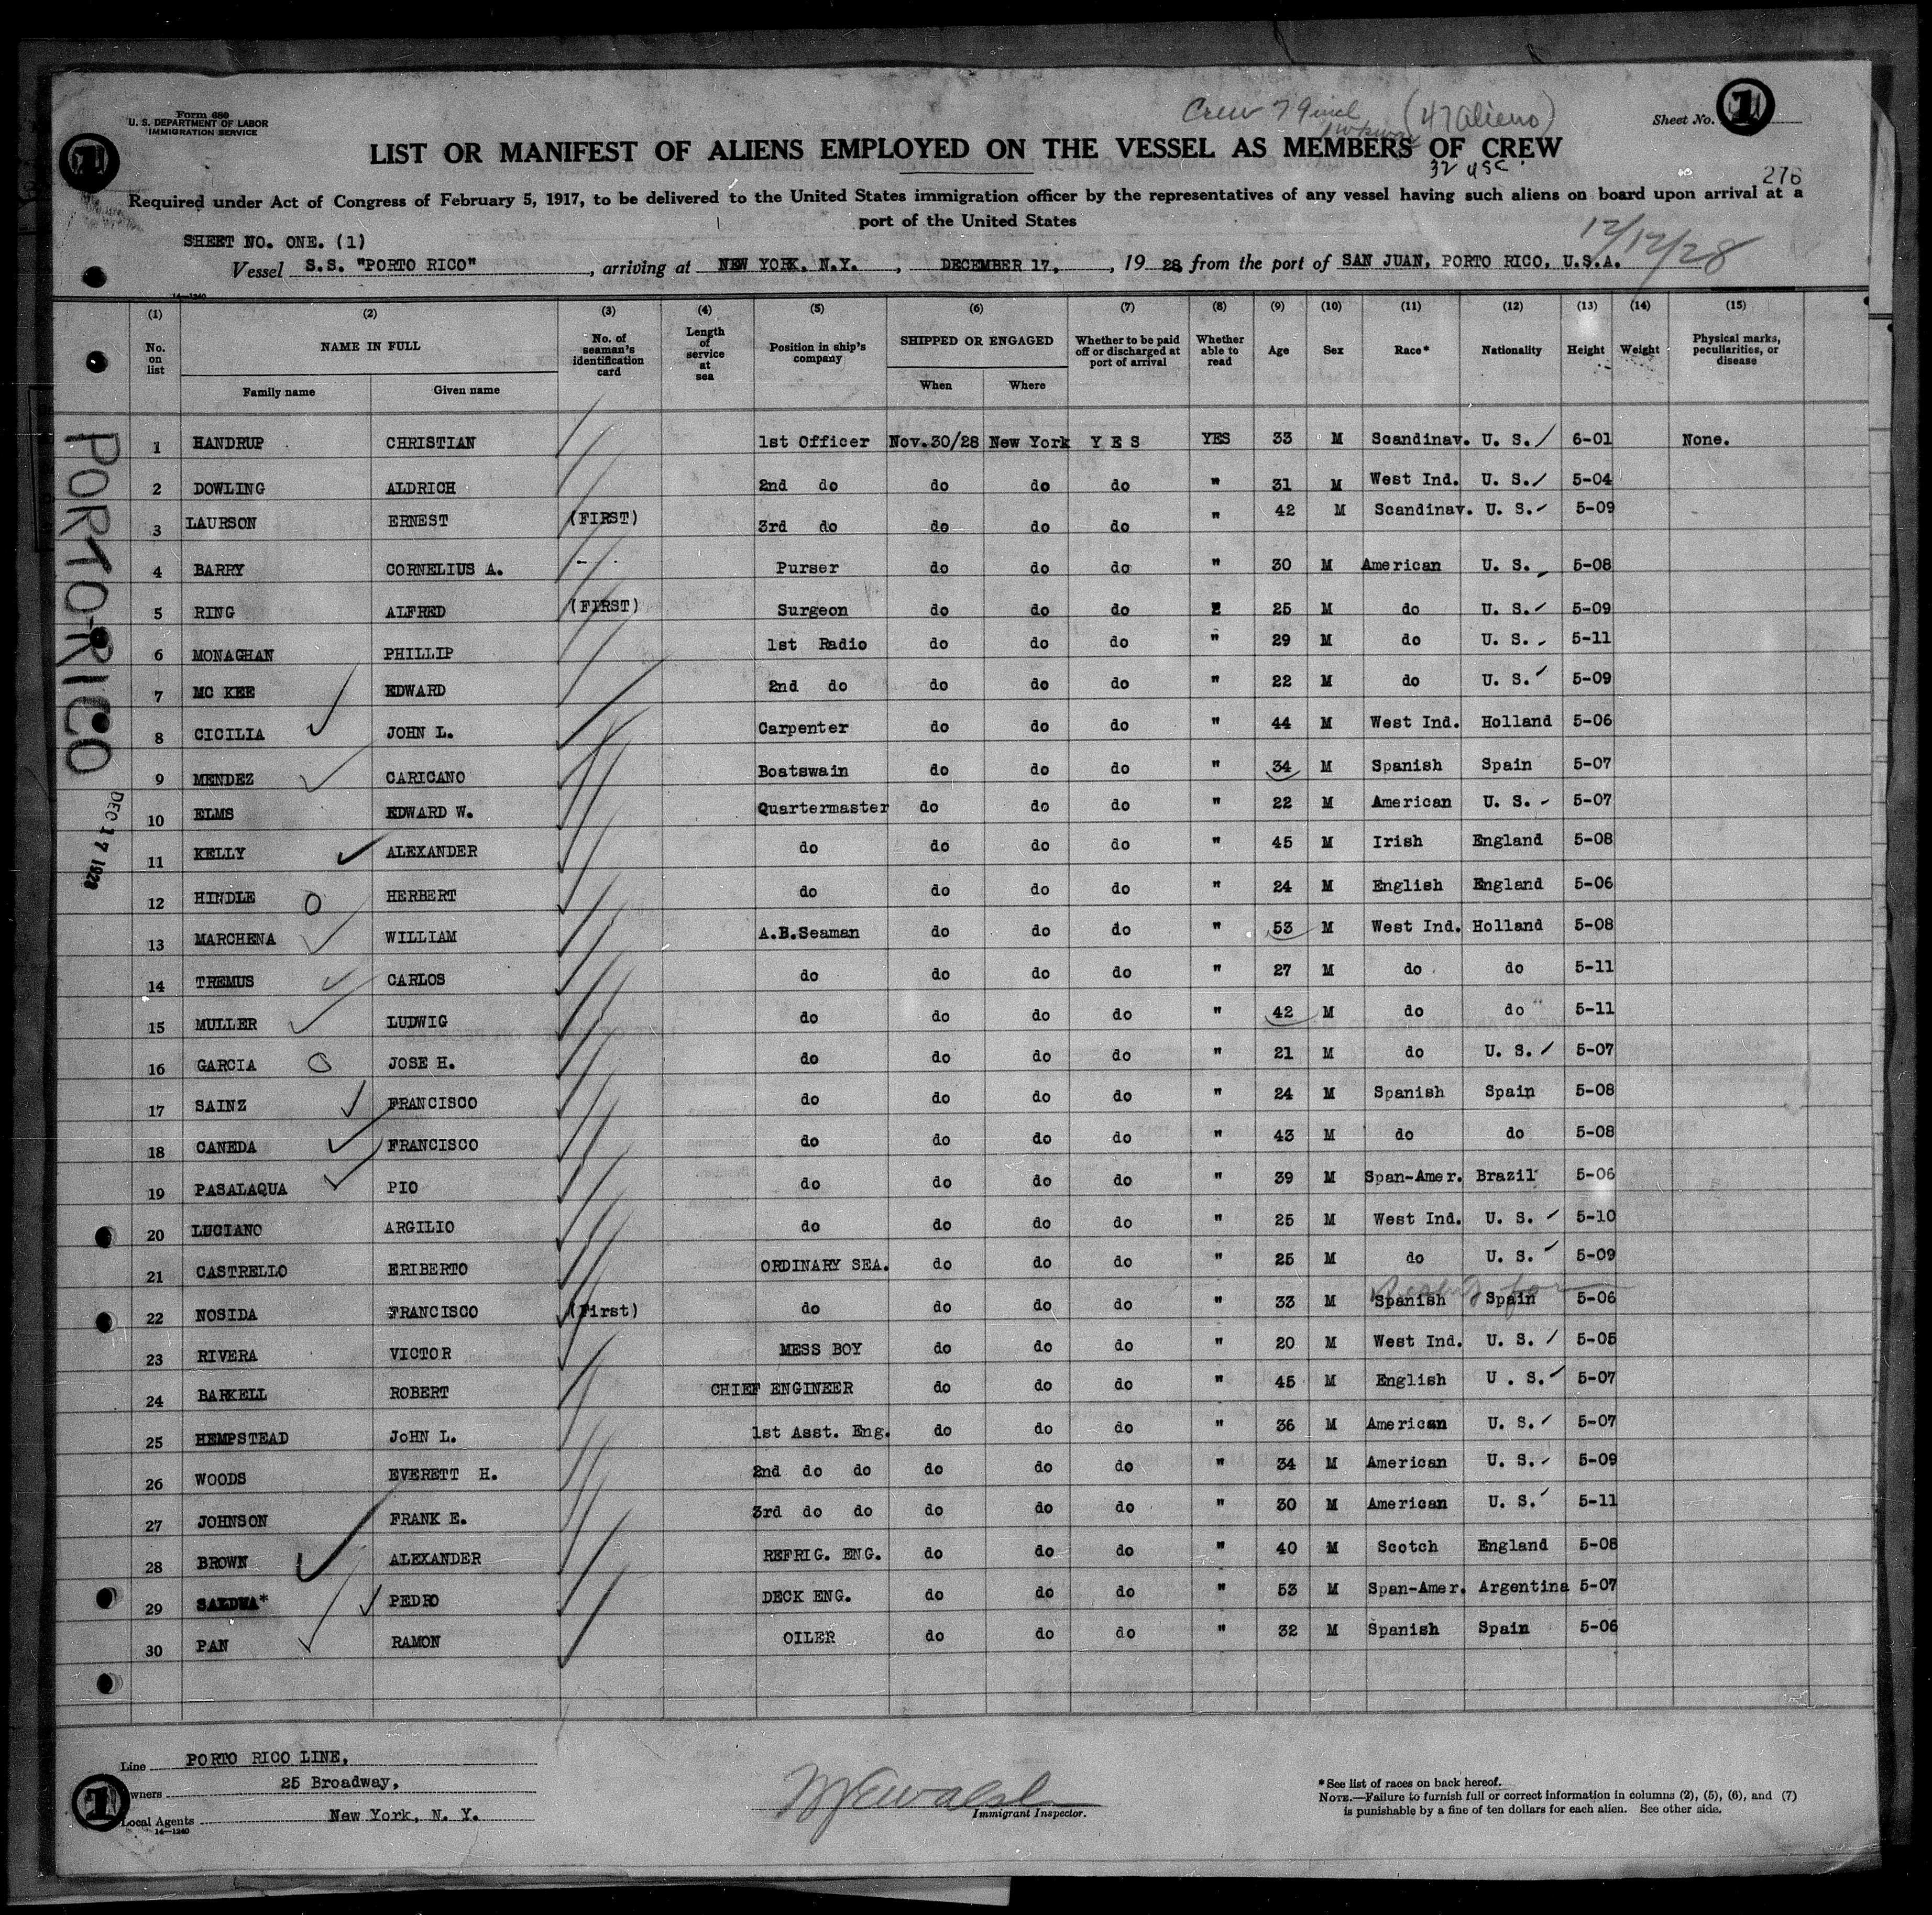 Form 680
U. S. DEPARTMENT OF LABOR
IMMIGRATION SERVICE
Crew 79 incl (47 Aliens)
32 USC
Sheet No. 1
1
LIST OR MANIFEST OF ALIENS EMPLOYED ON THE VESSEL AS MEMBERS OF CREW
276
Required under Act of Congress of February 5, 1917, to be delivered to the United States immigration officer by the representatives of any vessel having such aliens on board upon arrival at a
port of the United States
SHEET NO. ONE. (1)
12/17/28
Vessel S.S. "PORTO RICO", arriving at NEW YORK, N.Y., DECEMBER 17, 1928, from the port of SAN JUAN, PORTO RICO, U.S.A.
14—1240
(1) (2) (3) (4) (5) (6) (7) (8) (9) (10) (11) (12) (13) (14) (15)
No. on list NAME IN FULL No. of seaman's identification card Length of service at sea Position in ship's company SHIPPED OR ENGAGED Whether to be paid off or discharged at port of arrival Whether able to read Age Sex Race* Nationality Height Weight Physical marks, peculiarities, or disease
Family name Given name When Where
1 HANDRUP CHRISTIAN 1st Officer Nov.30/28 New York Y E S YES 33 M Scandinav. U. S. 6-01 None.
2 DOWLING ALDRICH 2nd do do do do " 31 M West Ind. U. S. 5-04
3 LAURSON ERNEST (FIRST) 3rd do do do do " 42 M Scandinav. U. S. 5-09
4 BARRY CORNELIUS A. - Purser do do do " 30 M American U. S. 5-08
5 RING ALFRED (FIRST) Surgeon do do do 25 M do U. S. 5-09
6 MONAGHAN PHILLIP 1st Radio do do do " 29 M do U. S. 5-11
7 MC KEE EDWARD 2nd do do do do " 22 M do U. S. 5-09
8 CICILIA JOHN L. Carpenter do do do " 44 M West Ind. Holland 5-06
9 MENDEZ CARICANO Boatswain do do do " 34 M Spanish Spain 5-07
10 ELMS EDWARD W. Quartermaster do do do " 22 M American U. S. 5-07
11 KELLY ALEXANDER do do do do " 45 M Irish England 5-08
12 HINDLE HERBERT do do do do " 24 M English England 5-06
13 MARCHENA WILLIAM A.B.Seaman do do do " 53 M West Ind. Holland 5-08
14 TREMUS CARLOS do do do do " 27 M do do 5-11
15 MULLER LUDWIG do do do do " 42 M do do 5-11
16 GARCIA JOSE H. do do do do " 21 M do U. S. 5-07
17 SAINZ FRANCISCO do do do do " 24 M Spanish Spain 5-08
18 CANEDA FRANCISCO do do do do " 43 M do do 5-08
19 PASALAQUA PIO do do do do " 39 M Span-Amer. Brazil 5-06
20 LUCIANO ARGILIO do do do do " 25 M West Ind. U. S. 5-10
21 CASTRELLO ERIBERTO ORDINARY SEA. do do do " 25 M do U. S. 5-09
22 NOSIDA FRANCISCO (First) do do do do " 33 M Spanish Spain 5-06
23 RIVERA VICTOR MESS BOY do do do " 20 M West Ind. U. S. 5-05
24 BARKELL ROBERT CHIEF ENGINEER do do do " 45 M English U . S. 5-07
25 HEMPSTEAD JoHN L. 1st Asst. Eng. do do do " 36 M American U. S. 5-07
26 WOODS EVERETT H. 2nd do do do do do " 34 M American U. S. 5-09
27 JOHNSON FRANK E. 3rd do do do do do " 30 M American U. S. 5-11
28 BROWN ALEXANDER REFRIG. ENG. do do do " 40 M Scotch England 5-08
29 PEDRO DECK ENG. do do do " 53 M Span-Amer. Argentina 5-07
30 PAN RAMON OILER do do do " 32 M Spanish Spain 5-06
PORTO-RICO
DEC 17 1928
Line PORTO RICO LINE,
Owners 25 Broadway,
Local Agents New York, N. Y.
14—1240
1
Immigrant Inspector.
*See list of races on back hereof.
NOTE.—Failure to furnish full or correct information in columns (2), (5), (6), and (7)
is punishable by a fine of ten dollars for each alien. See other side.